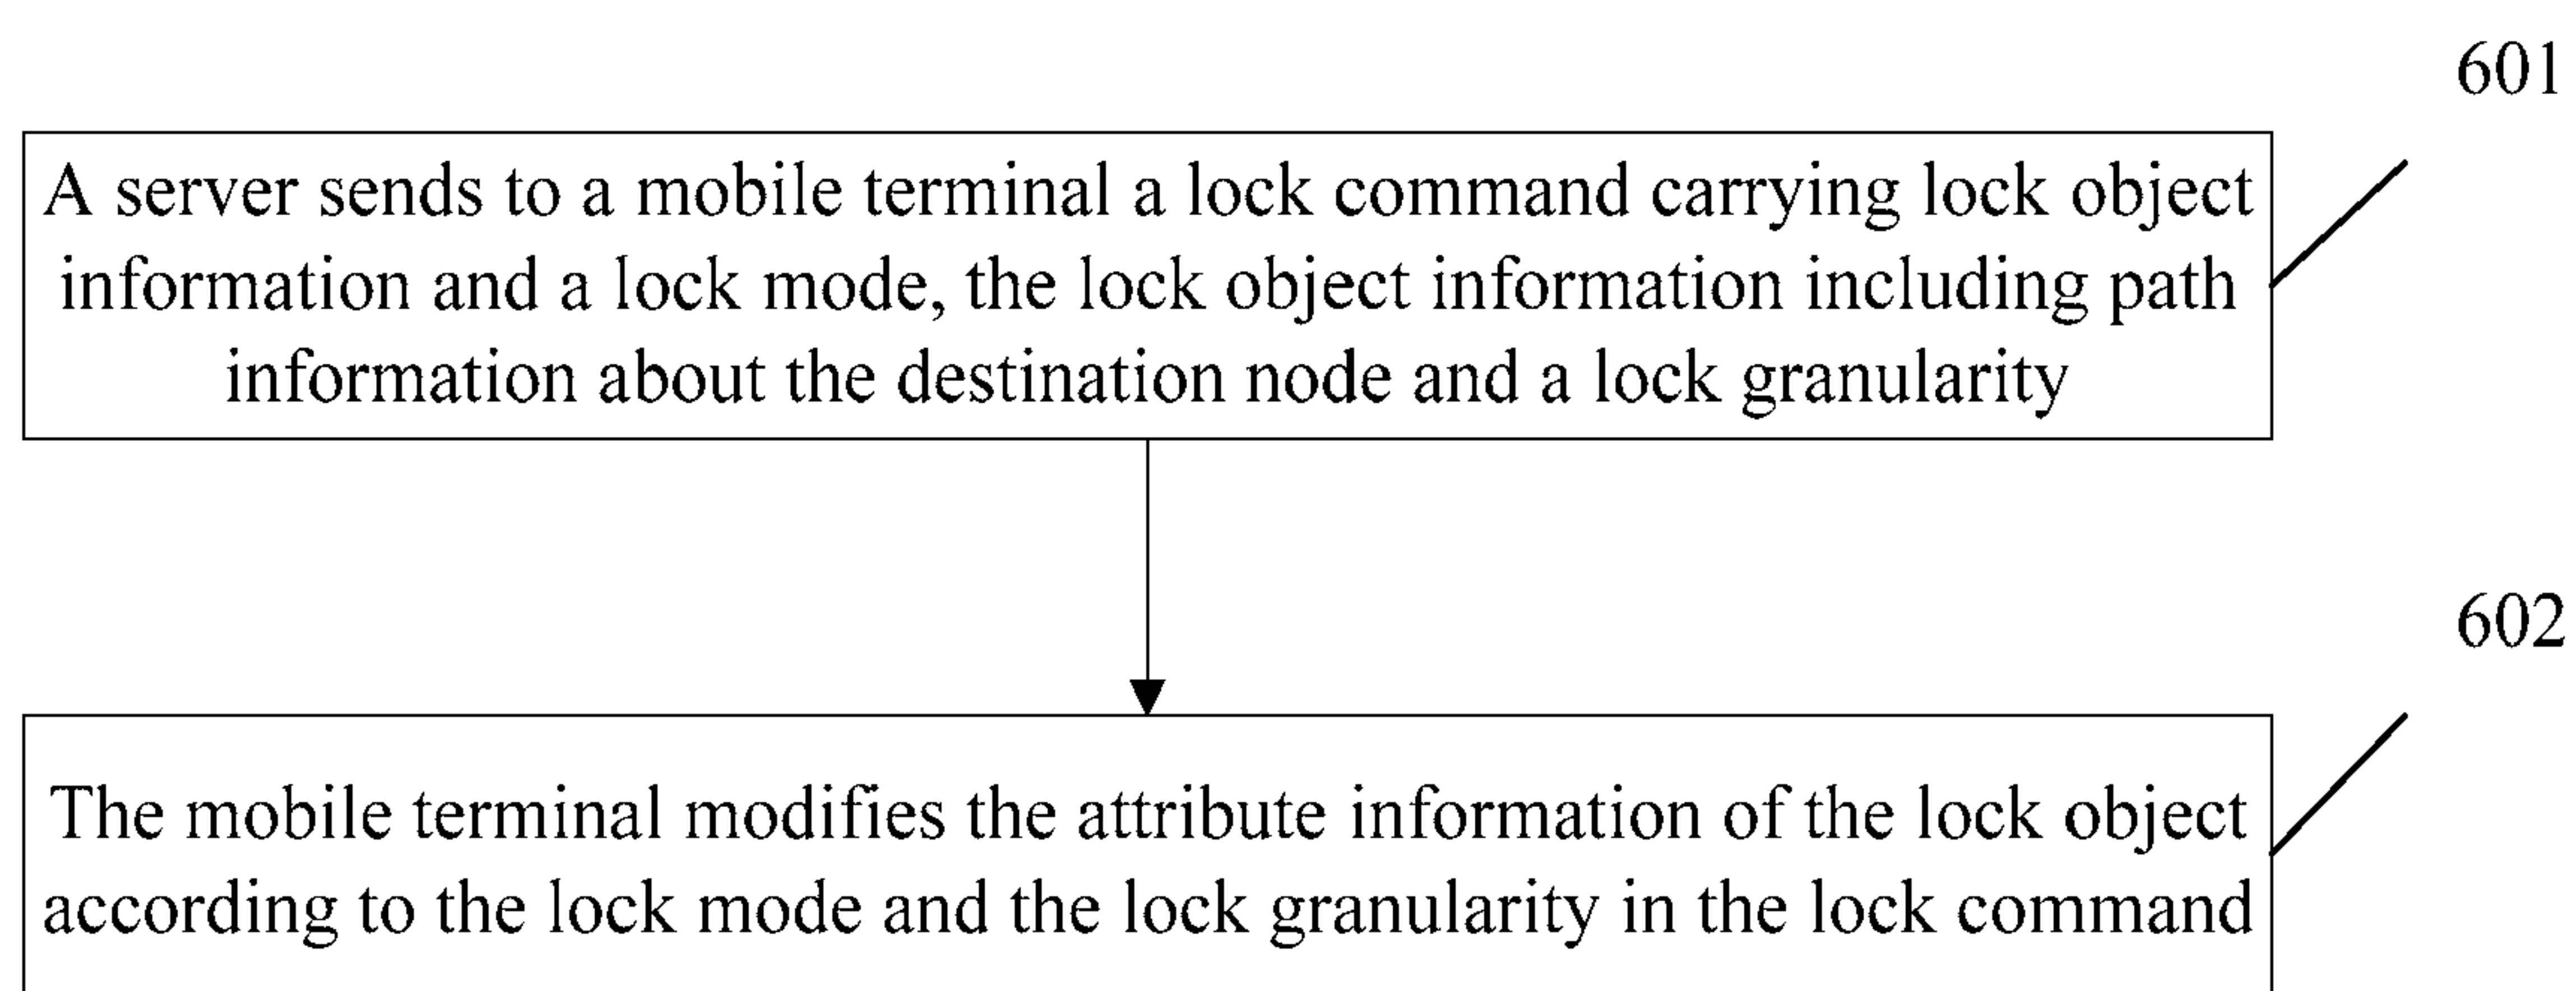 601
A server sends to a mobile terminal a lock command carrying lock object
information and a lock mode, the lock object information including path
information about the destination node and a lock granularity
602
The mobile terminal modifies the attribute information of the lock object
according to the lock mode and the lock granularity in the lock command